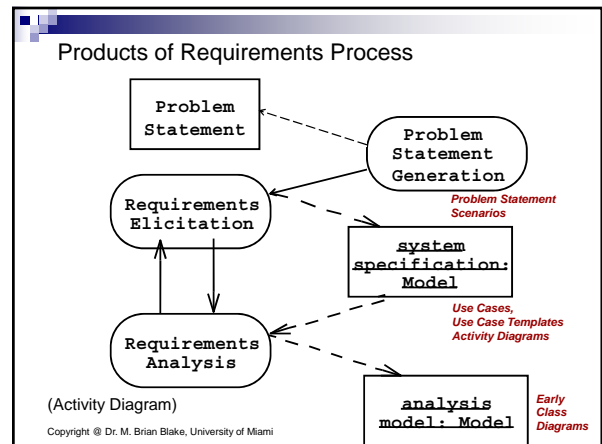 Products of Requirements Process
Problem
Statement
Problem
Statement
Generation
Problem Statement
Scenarios
Requirements
Elicitation
system
specification:
Model
Use Cases,
Use Case Templates
Activity Diagrams
Requirements
Analysis
analysis
model: Model
Early
Class
Diagrams
(Activity Diagram)
Copyright @ Dr. M. Brian Blake, University of Miami